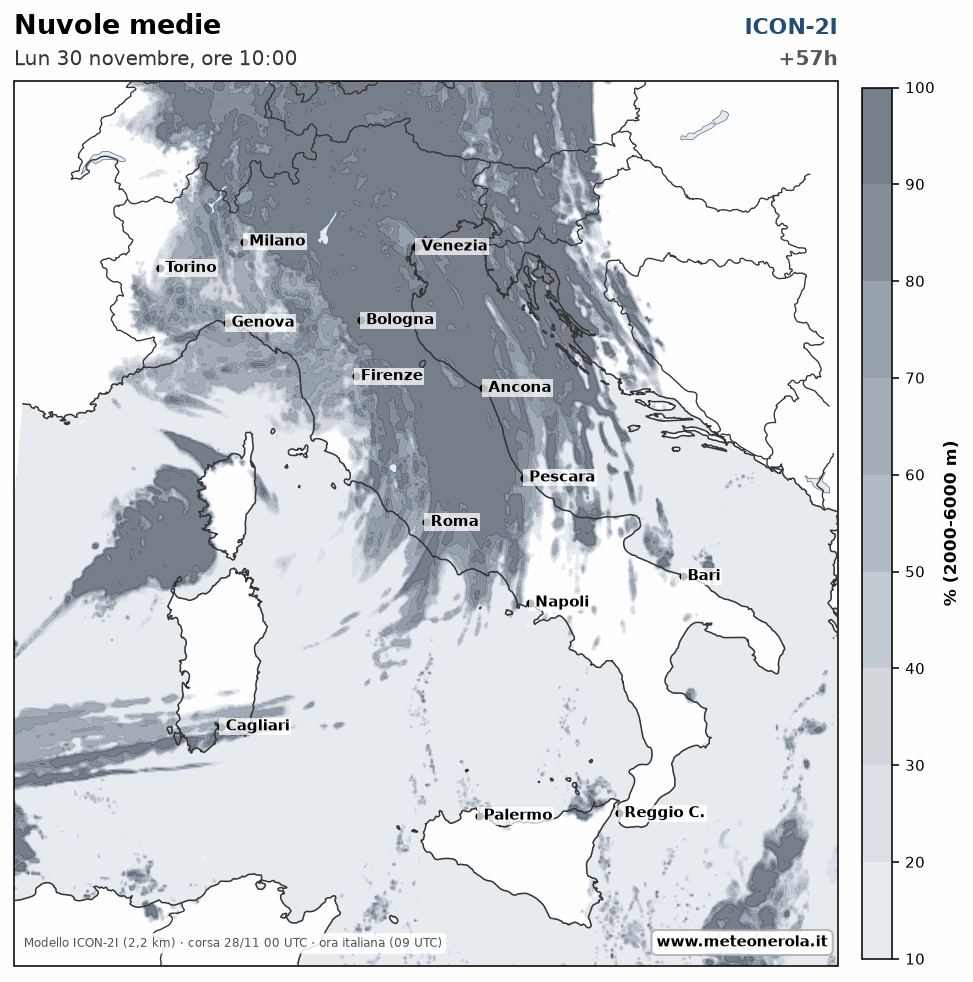 Nuvole medie
ICON-2I
Lun 30 novembre, ore 10:00
+57h
100
90
80
70
60
50
40
30
20
10
% (2000-6000 m)
Milano
Venezia
Torino
Genova
Bologna
Firenze
Ancona
Pescara
Roma
Bari
Napoli
Cagliari
Palermo
Reggio C.
Modello ICON-2I (2,2 km) · corsa 28/11 00 UTC · ora italiana (09 UTC)
www.meteonerola.it